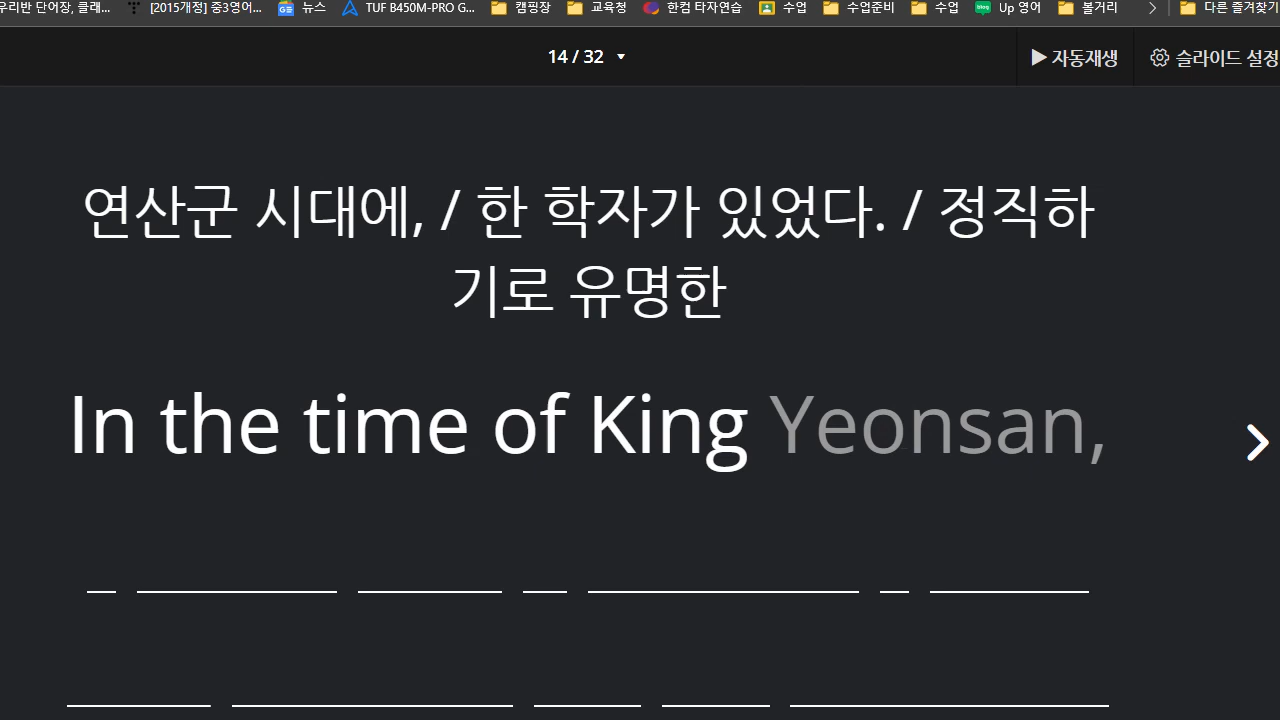 우리반 단어장, 클래... [2015개정] 중3영어... 뉴스 TUF B450M-PRO G... 캠핑장 교육청 한컴 타자연습 수업 수업준비 수업 Up 영어 볼거리 다른 즐겨찾기
14 / 32 자동재생 슬라이드 설정
연산군 시대에, / 한 학자가 있었다. / 정직하
기로 유명한
In the time of King Yeonsan,